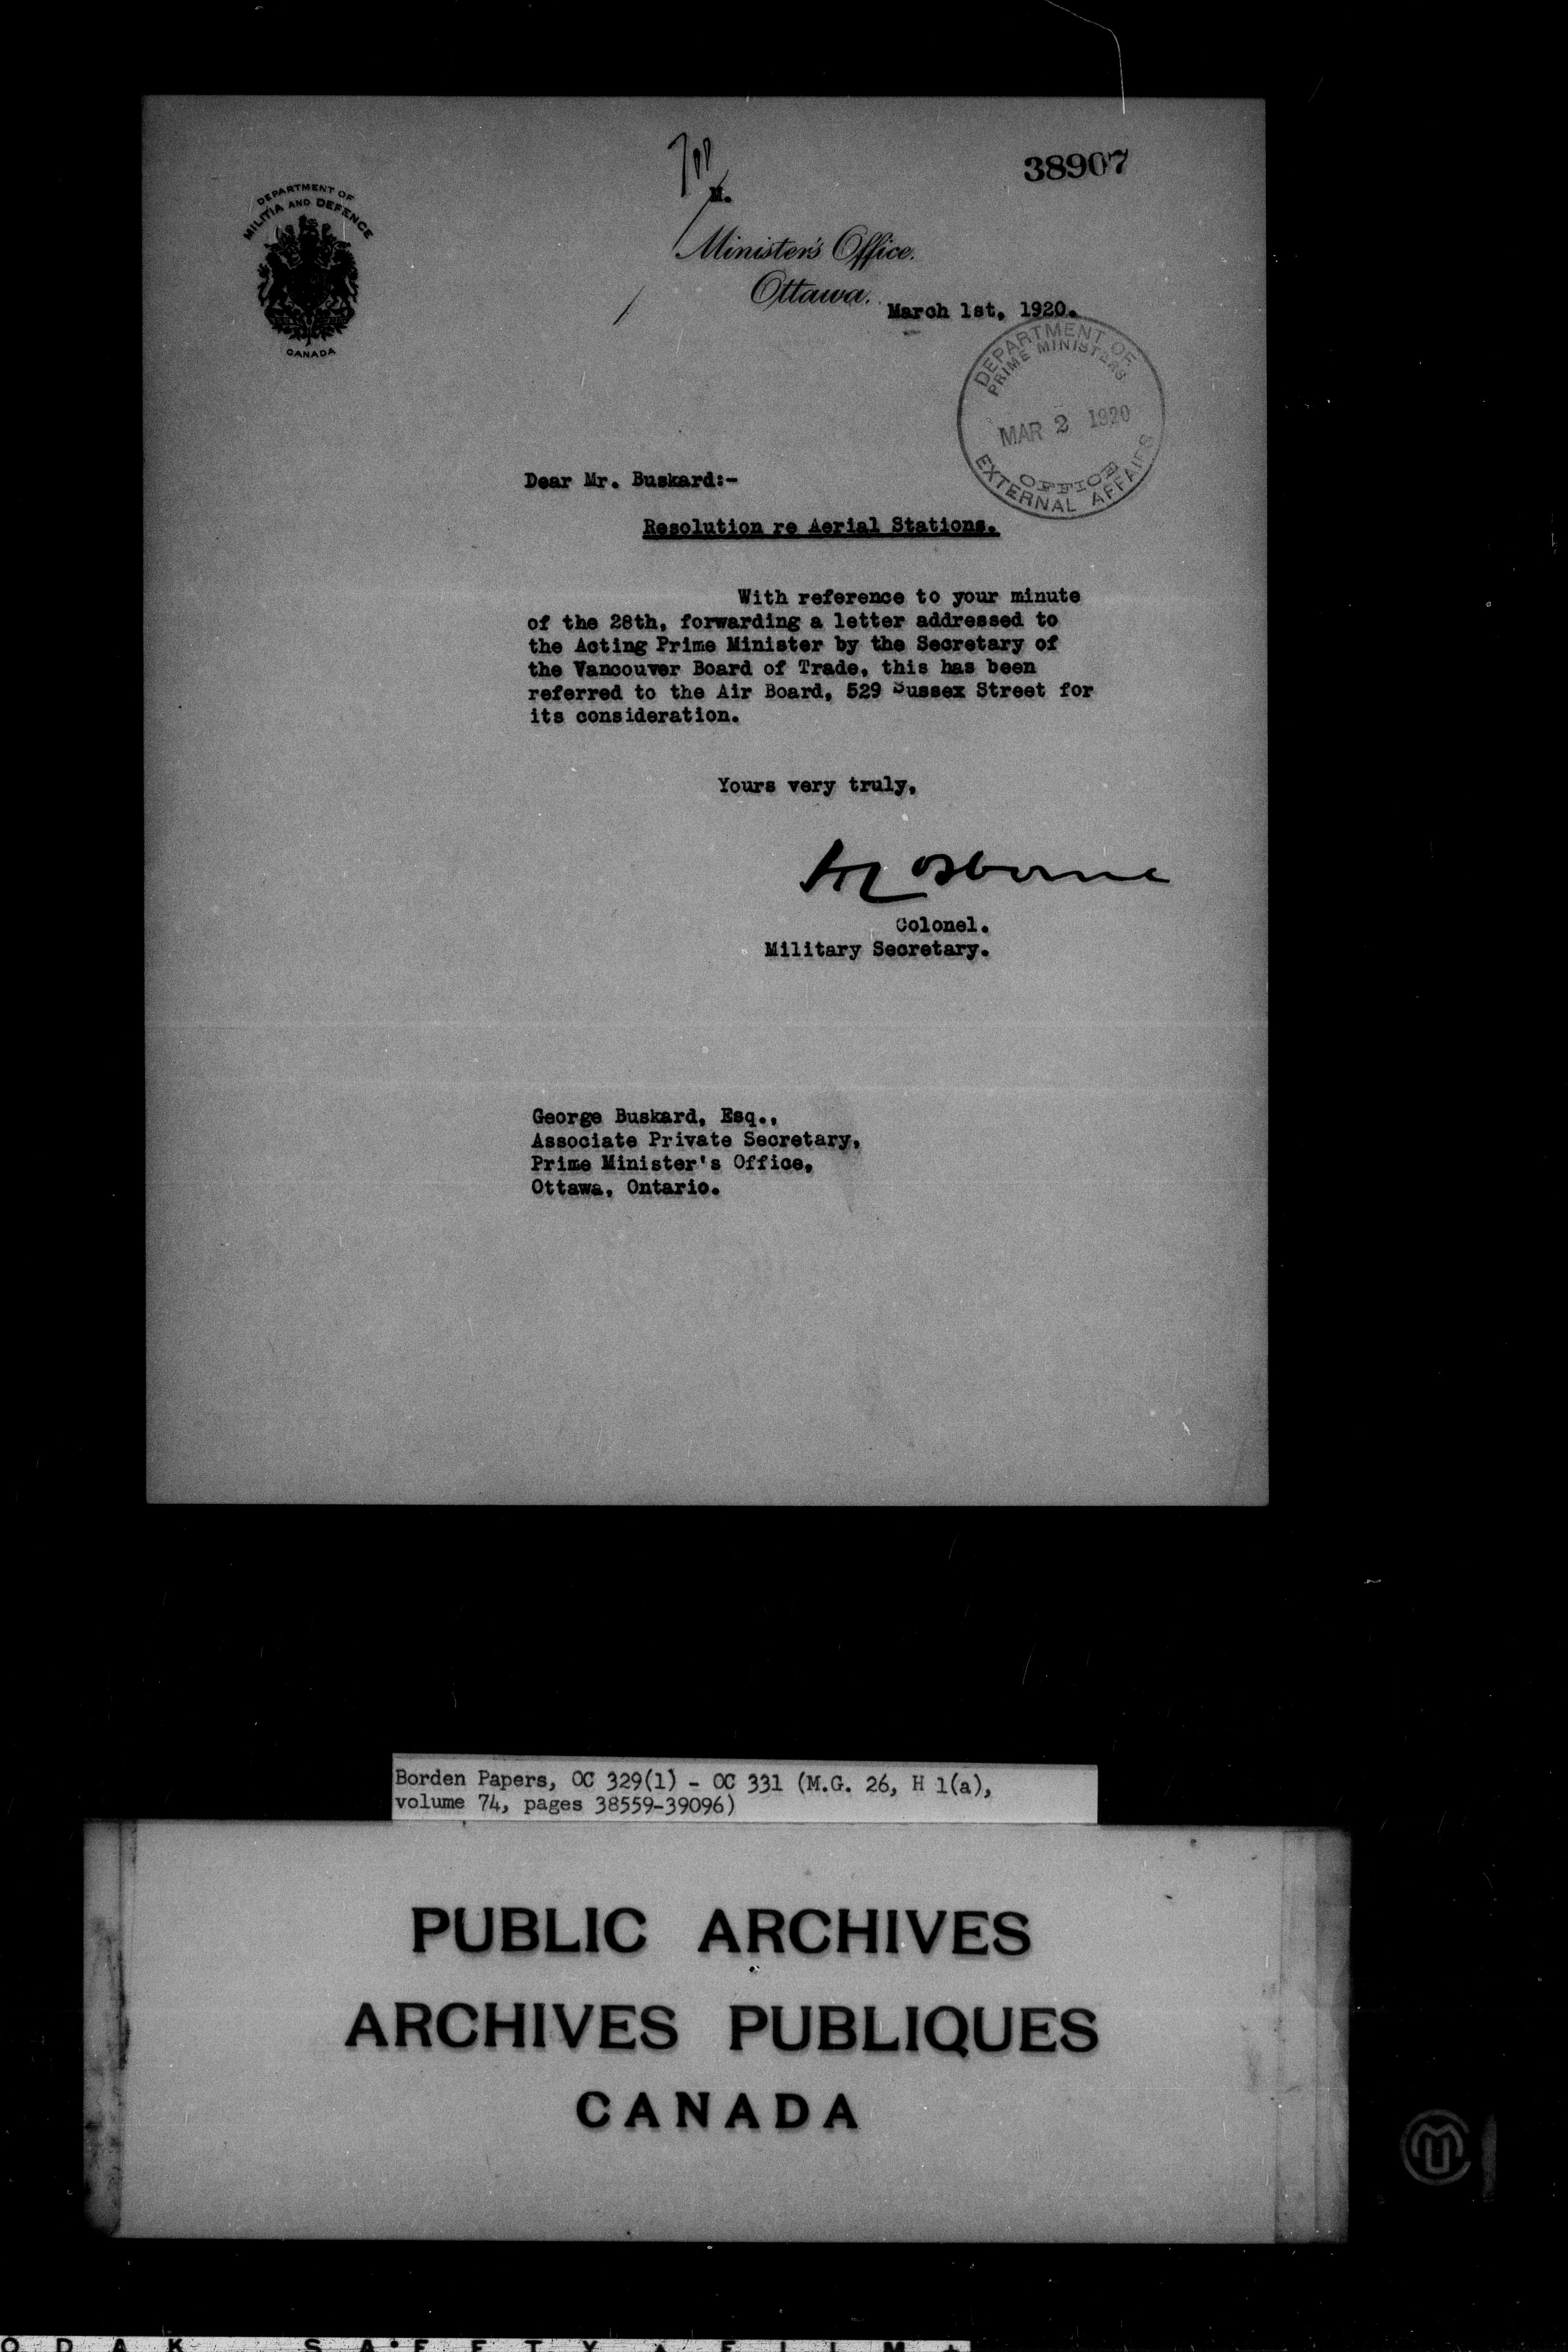 38907
M.
DEPARTMENT OF
MILITIA AND DEFENCE
CANADA
Minister's Office.
Ottawa.
March 1st, 1920.
DEPARTMENT OF
PRIME MINISTERS
MAR 2 1920
OFFICE
EXTERNAL AFFAIRS
Dear Mr. Buskard:-
Resolution re Aerial Stations.
With reference to your minute
of the 28th, forwarding a letter addressed to
the Acting Prime Minister by the Secretary of
the Vancouver Board of Trade, this has been
referred to the Air Board, 529 Sussex Street for
its consideration.
Yours very truly,
Osborne
Colonel.
Military Secretary.
George Buskard, Esq.,
Associate Private Secretary,
Prime Minister's Office,
Ottawa, Ontario.
Borden Papers, OC 329(1) - OC 331 (M.G. 26, H 1(a),
volume 74, pages 38559-39096)
PUBLIC ARCHIVES
ARCHIVES PUBLIQUES
CANADA
O D A K S A F E T Y F I L M